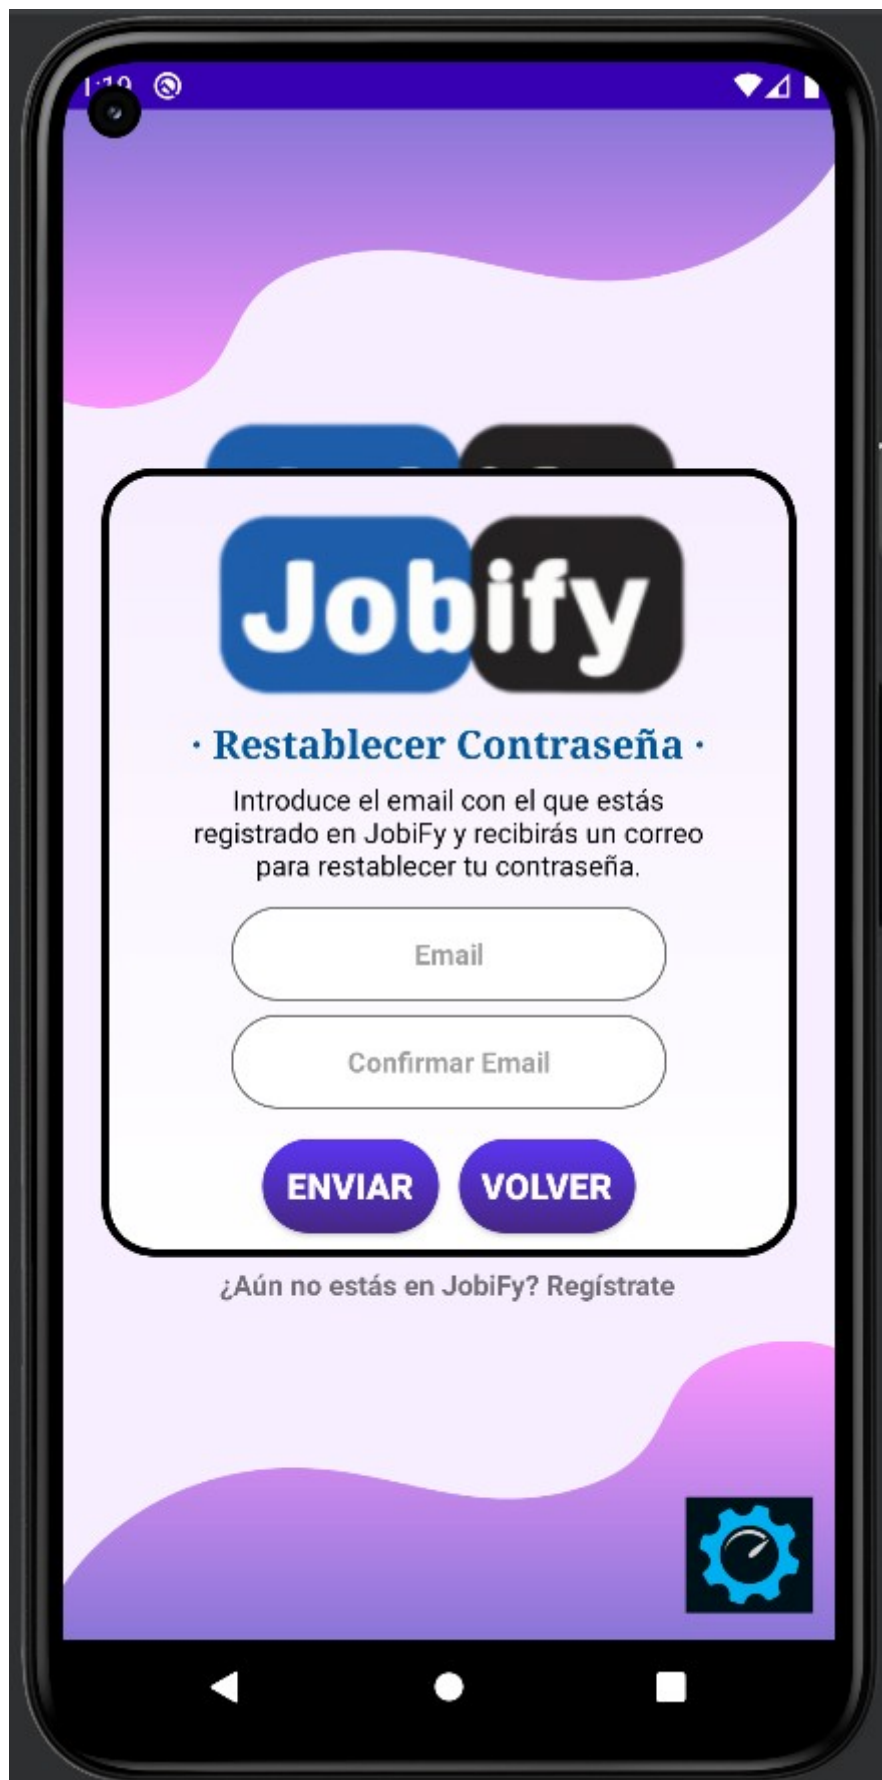 Jobify
· Restablecer Contraseña ·
Introduce el email con el que estás
registrado en JobiFy y recibirás un correo
para restablecer tu contraseña.
Email
Confirmar Email
ENVIAR VOLVER
¿Aún no estás en JobiFy? Regístrate